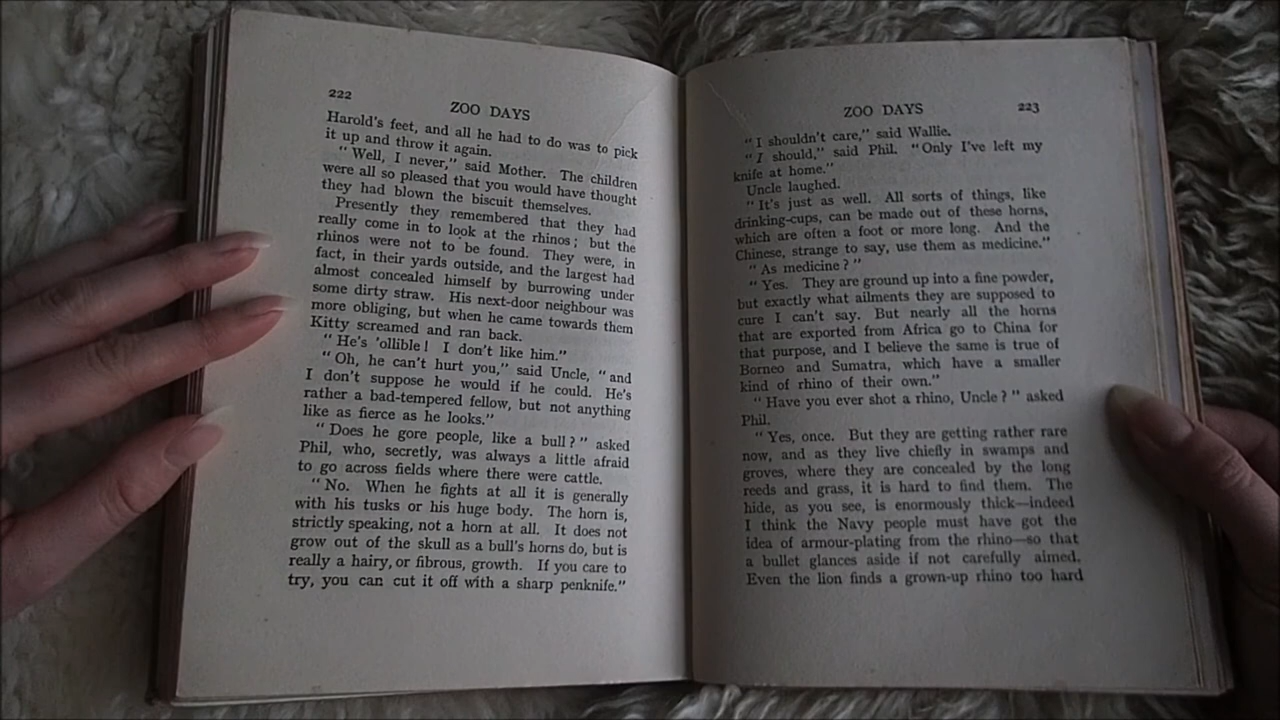 222
ZOO DAYS
Harold's feet, and all he had to do was to pick
it up and throw it again.
“ Well, I never,” said Mother. The children
were all so pleased that you would have thought
they had blown the biscuit themselves.
Presently they remembered that they had
really come in to look at the rhinos ; but the
rhinos were not to be found. They were, in
fact, in their yards outside, and the largest had
almost concealed himself by burrowing under
some dirty straw. His next-door neighbour was
more obliging, but when he came towards them
Kitty screamed and ran back.
“ He's 'ollible ! I don't like him.”
“ Oh, he can't hurt you,” said Uncle, “ and
I don't suppose he would if he could. He's
rather a bad-tempered fellow, but not anything
like as fierce as he looks.”
“ Does he gore people, like a bull ? ” asked
Phil, who, secretly, was always a little afraid
to go across fields where there were cattle.
“ No. When he fights at all it is generally
with his tusks or his huge body. The horn is,
strictly speaking, not a horn at all. It does not
grow out of the skull as a bull's horns do, but is
really a hairy, or fibrous, growth. If you care to
try, you can cut it off with a sharp penknife.”
ZOO DAYS
223
“ I shouldn't care,” said Wallie.
“ I should,” said Phil. “ Only I've left my
knife at home.”
Uncle laughed.
“ It's just as well. All sorts of things, like
drinking-cups, can be made out of these horns,
which are often a foot or more long. And the
Chinese, strange to say, use them as medicine.”
“ As medicine ? ”
“ Yes. They are ground up into a fine powder,
but exactly what ailments they are supposed to
cure I can't say. But nearly all the horns
that are exported from Africa go to China for
that purpose, and I believe the same is true of
Borneo and Sumatra, which have a smaller
kind of rhino of their own.”
“ Have you ever shot a rhino, Uncle ? ” asked
Phil.
“ Yes, once. But they are getting rather rare
now, and as they live chiefly in swamps and
groves, where they are concealed by the long
reeds and grass, it is hard to find them. The
hide, as you see, is enormously thick—indeed
I think the Navy people must have got the
idea of armour-plating from the rhino—so that
a bullet glances aside if not carefully aimed.
Even the lion finds a grown-up rhino too hard